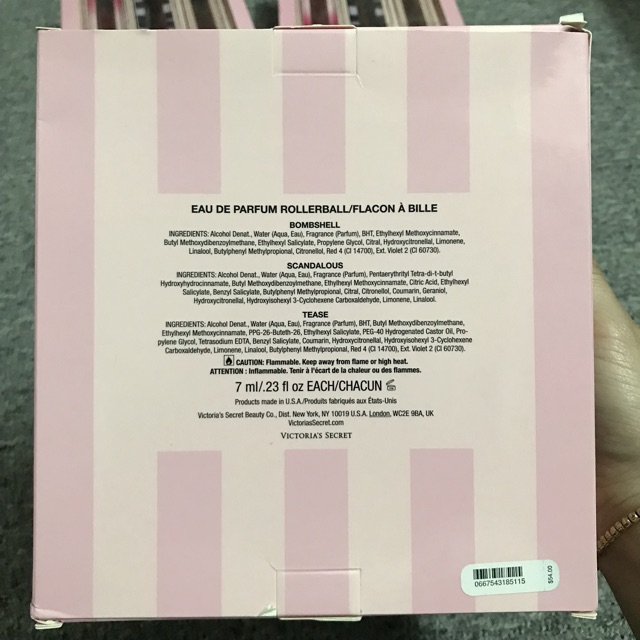 EAU DE PARFUM ROLLERBALL/FLACON À BILLE
BOMBSHELL
INGREDIENTS: Alcohol Denat., Water (Aqua, Eau), Fragrance (Parfum), BHT, Ethylhexyl Methoxycinnamate,
Butyl Methoxydibenzoylmethane, Ethylhexyl Salicylate, Propylene Glycol, Citral, Hydroxycitronellal, Limonene,
Linalool, Butylphenyl Methylpropional, Citronellol, Red 4 (CI 14700), Ext. Violet 2 (CI 60730).
SCANDALOUS
INGREDIENTS: Alcohol Denat., Water (Aqua, Eau), Fragrance (Parfum), Pentaerythrityl Tetra-di-t-butyl
Hydroxyhydrocinnamate, Butyl Methoxydibenzoylmethane, Ethylhexyl Methoxycinnamate, Citric Acid, Ethylhexyl
Salicylate, Benzyl Salicylate, Butylphenyl Methylpropional, Citral, Citronellol, Coumarin, Geraniol,
Hydroxycitronellal, Hydroxyisohexyl 3-Cyclohexene Carboxaldehyde, Limonene, Linalool.
TEASE
INGREDIENTS: Alcohol Denat., Water (Aqua, Eau), Fragrance (Parfum), BHT, Butyl Methoxydibenzoylmethane,
Ethylhexyl Methoxycinnamate, PPG-26-Buteth-26, Ethylhexyl Salicylate, PEG-40 Hydrogenated Castor Oil, Pro-
pylene Glycol, Tetrasodium EDTA, Benzyl Salicylate, Coumarin, Hydroxycitronellal, Hydroxyisohexyl 3-Cyclohexene
Carboxaldehyde, Limonene, Linalool, Butylphenyl Methylpropional, Red 4 (CI 14700), Ext. Violet 2 (CI 60730).
CAUTION: Flammable. Keep away from flame or high heat.
ATTENTION : Inflammable. Tenir à l'écart de la chaleur ou des flammes.
7 ml/.23 fl oz EACH/CHACUN
Products made in U.S.A./Produits fabriqués aux États-Unis
Victoria's Secret Beauty Co., Dist. New York, NY 10019 U.S.A. London, WC2E 9BA, UK
VictoriasSecret.com
VICTORIA'S SECRET
0667543185115
$54.00